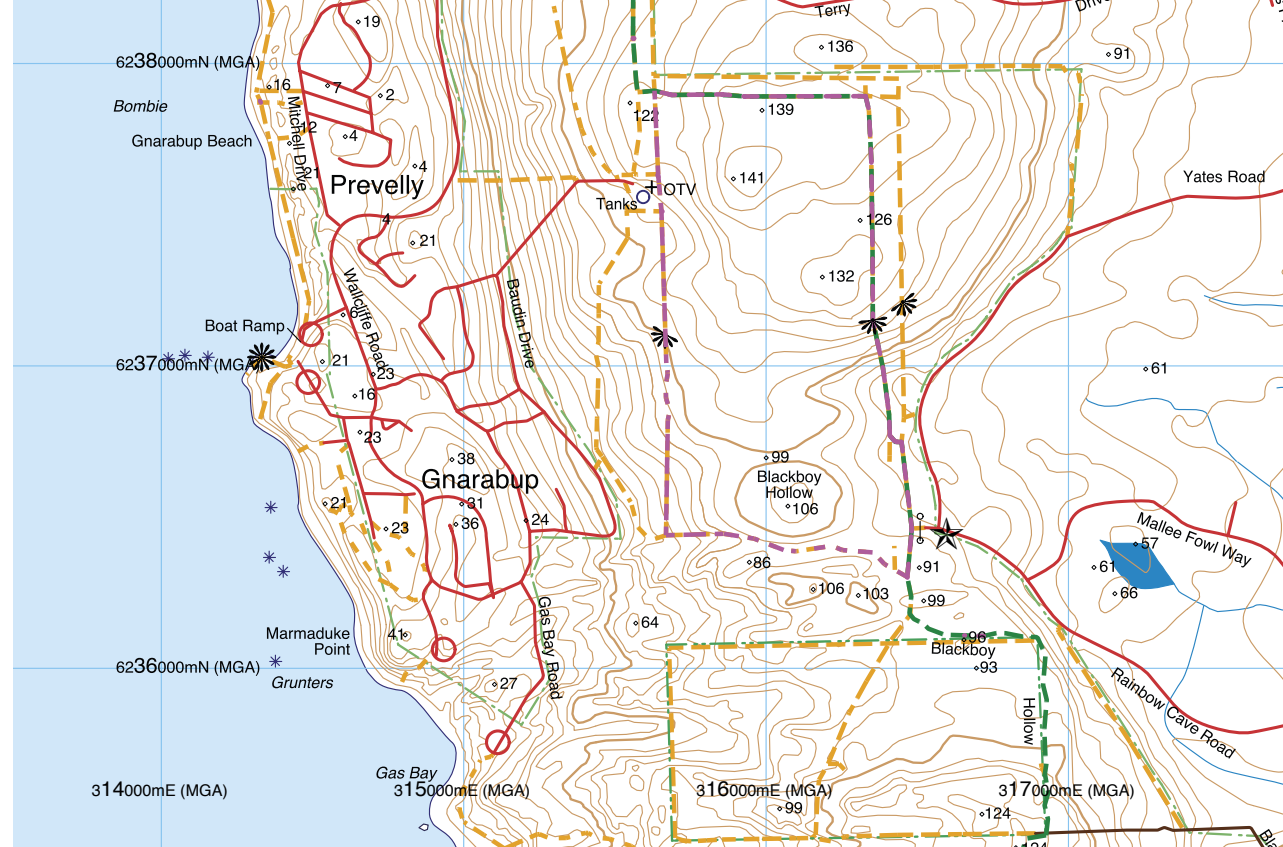 Terry
Drive
19
136
91
6238000mN (MGA)
16
7
2
Bombie
122
139
Mitchell Drive
12
4
Gnarabup Beach
4
21
Prevelly
141
Yates Road
OTV
Tanks
4
126
21
132
Wallcliffe Road
Baudin Drive
6
Boat Ramp
21
6237000mN (MGA)
23
61
16
23
38
99
Gnarabup
Blackboy
Hollow
106
21
31
36
24
23
Mallee Fowl Way
57
86
91
61
106
103
66
99
Gas Bay Road
64
41
Marmaduke
Point
96
Blackboy
6236000mN (MGA)
93
Grunters
27
Rainbow Cave Road
Hollow
Gas Bay
314000mE (MGA)
315000mE (MGA)
316000mE (MGA)
317000mE (MGA)
99
124